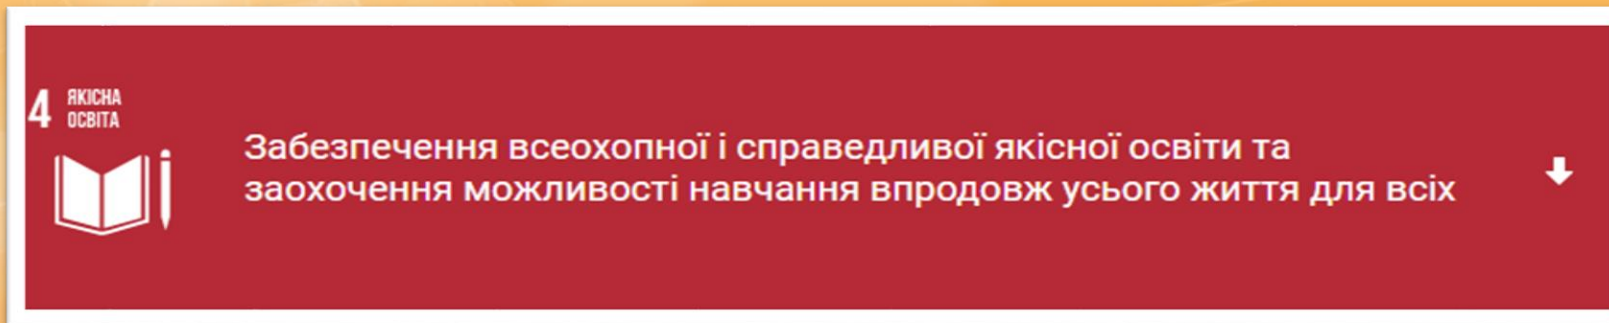 4 ЯКІСНА
ОСВІТА
Забезпечення всеохопної і справедливої якісної освіти та
заохочення можливості навчання впродовж усього життя для всіх